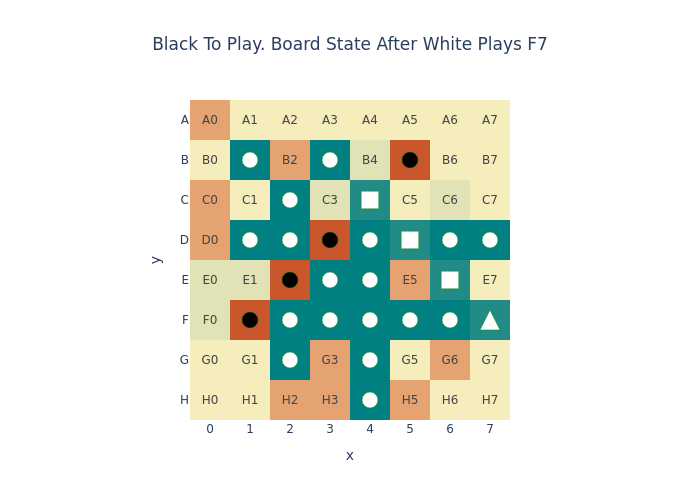 Black To Play. Board State After White Plays F7
A A0 A1 A2 A3 A4 A5 A6 A7
B B0 B2 B4 B6 B7
C C0 C1 C3 C5 C6 C7
D D0
E E0 E1 E5 E7
F F0
G G0 G1 G3 G5 G6 G7
H H0 H1 H2 H3 H5 H6 H7
0 1 2 3 4 5 6 7
x
y